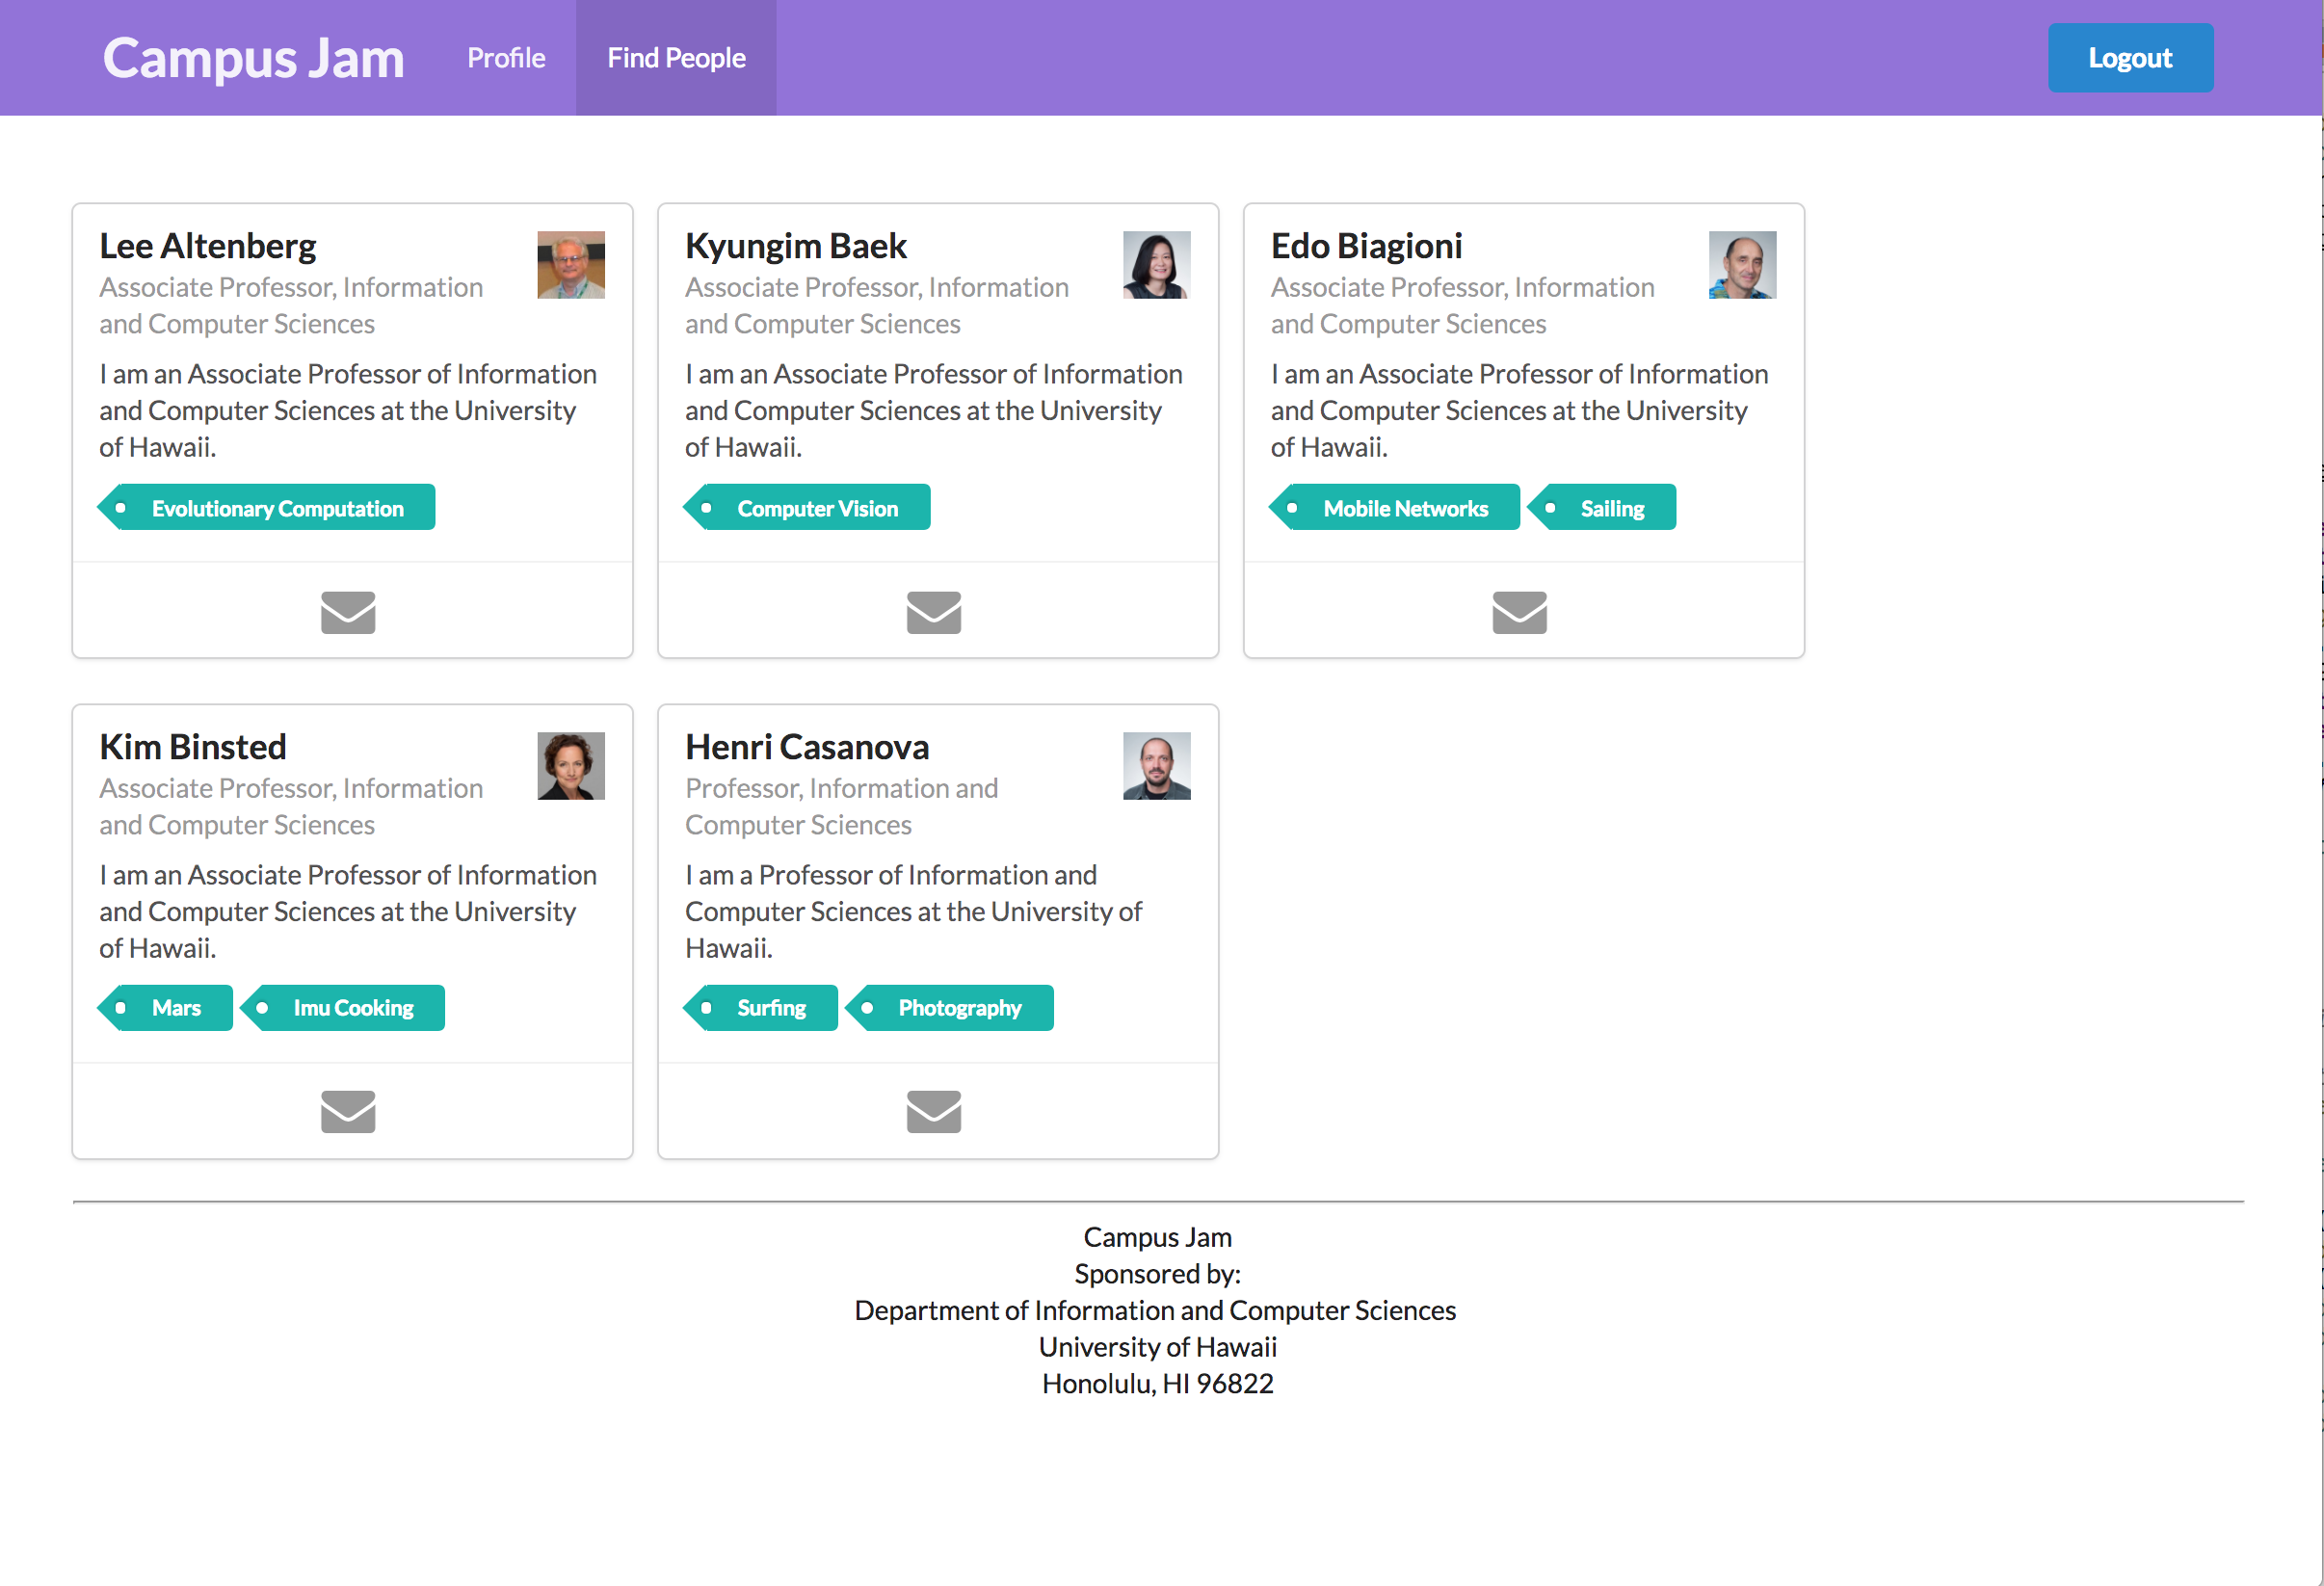 Campus Jam Profile Find People Logout
Lee Altenberg
Associate Professor, Information
and Computer Sciences
I am an Associate Professor of Information
and Computer Sciences at the University
of Hawaii.
Evolutionary Computation
Kyungim Baek
Associate Professor, Information
and Computer Sciences
I am an Associate Professor of Information
and Computer Sciences at the University
of Hawaii.
Computer Vision
Edo Biagioni
Associate Professor, Information
and Computer Sciences
I am an Associate Professor of Information
and Computer Sciences at the University
of Hawaii.
Mobile Networks Sailing
Kim Binsted
Associate Professor, Information
and Computer Sciences
I am an Associate Professor of Information
and Computer Sciences at the University
of Hawaii.
Mars Imu Cooking
Henri Casanova
Professor, Information and
Computer Sciences
I am a Professor of Information and
Computer Sciences at the University of
Hawaii.
Surfing Photography
Campus Jam
Sponsored by:
Department of Information and Computer Sciences
University of Hawaii
Honolulu, HI 96822